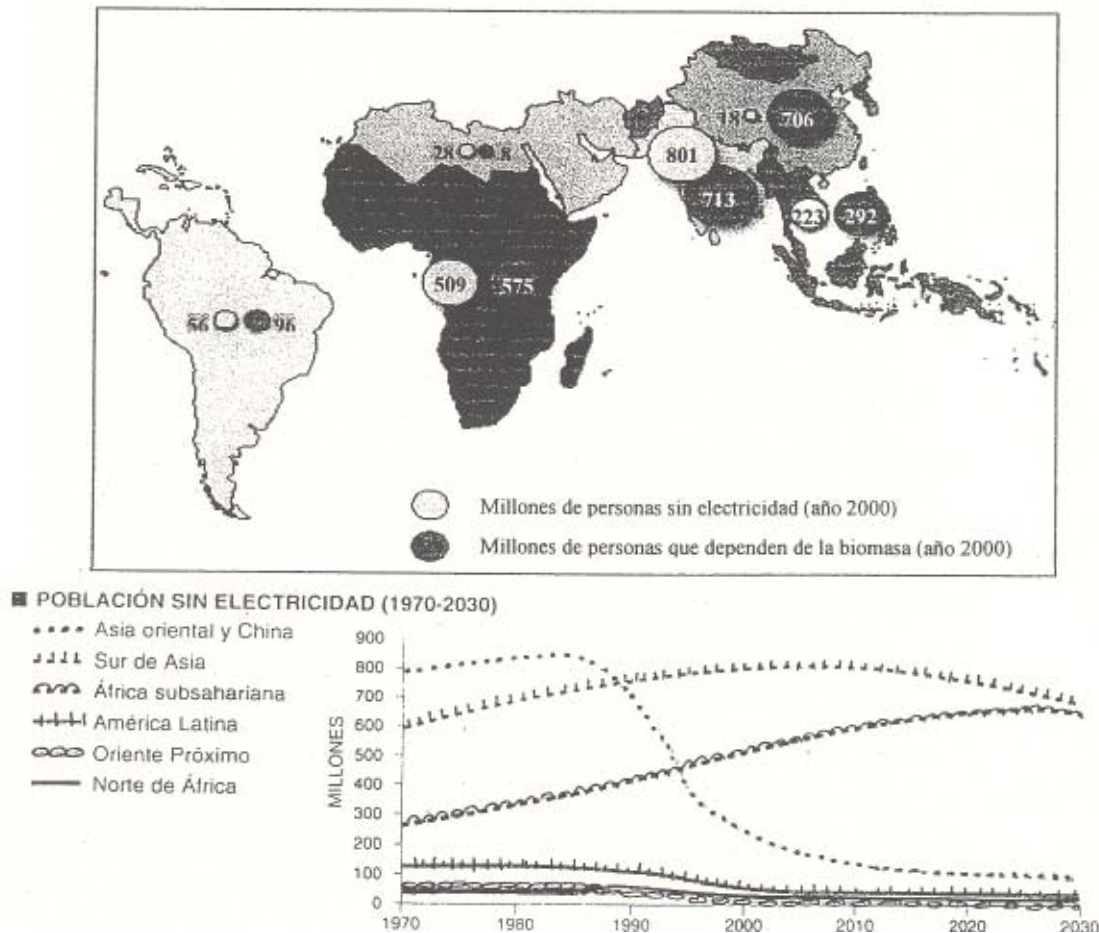 18 706
28 8
801
713
223 292
509 575
56 96
Millones de personas sin electricidad (año 2000)
Millones de personas que dependen de la biomasa (año 2000)
POBLACIÓN SIN ELECTRICIDAD (1970-2030)
Asia oriental y China
Sur de Asia
África subsahariana
América Latina
Oriente Próximo
Norte de África
MILLONES
900
800
700
600
500
400
300
200
100
0
1970 1980 1990 2000 2010 2020 2030